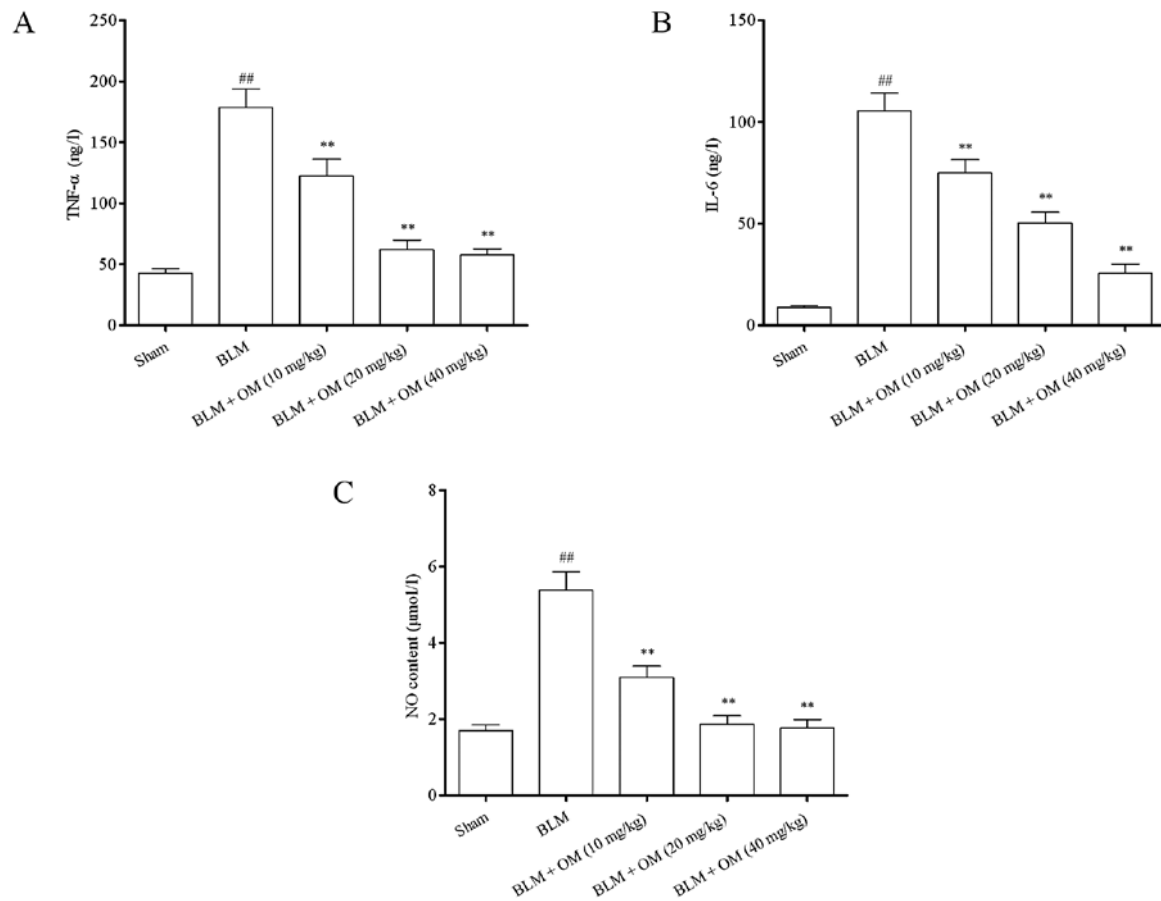 A
TNF-α (ng/l)
250
200
150
100
50
0
##
**
**
**
Sham
BLM
BLM + OM (10 mg/kg)
BLM + OM (20 mg/kg)
BLM + OM (40 mg/kg)
B
IL-6 (ng/l)
150
100
50
0
##
**
**
**
Sham
BLM
BLM + OM (10 mg/kg)
BLM + OM (20 mg/kg)
BLM + OM (40 mg/kg)
C
NO content (μmol/l)
8
6
4
2
0
##
**
**
**
Sham
BLM
BLM + OM (10 mg/kg)
BLM + OM (20 mg/kg)
BLM + OM (40 mg/kg)